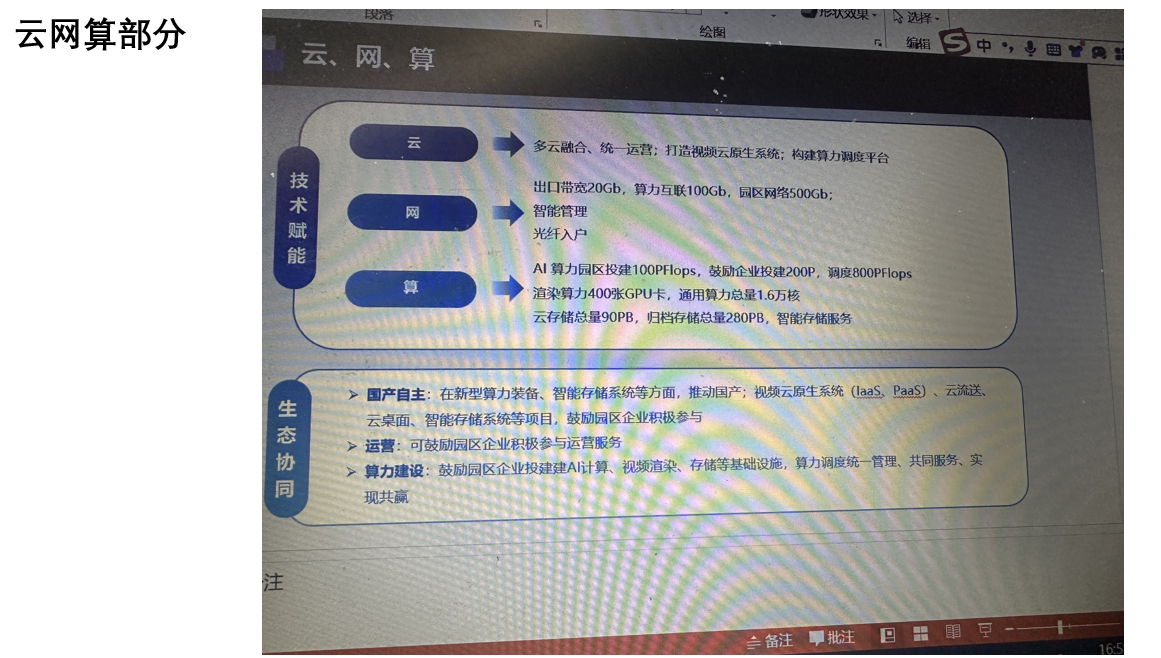 云网算部分
段落
绘图
形状效果
选择
编辑
中
云、网、算
技术赋能
云
多云融合、统一运营；打造视频云原生系统；构建算力调度平台
网
出口带宽20Gb，算力互联100Gb，园区网络500Gb；
智能管理
光纤入户
算
AI 算力园区投建100PFlops，鼓励企业投建200P，调度800PFlops
渲染算力400张GPU卡，通用算力总量1.6万核
云存储总量90PB，归档存储总量280PB，智能存储服务
生态协同
➢ 国产自主：在新型算力装备、智能存储系统等方面，推动国产；视频云原生系统（IaaS、PaaS）、云流送、
云桌面、智能存储系统等项目，鼓励园区企业积极参与
➢ 运营：可鼓励园区企业积极参与运营服务
➢ 算力建设：鼓励园区企业投建建AI计算、视频渲染、存储等基础设施，算力调度统一管理、共同服务、实
现共赢
注
备注
批注
16:5